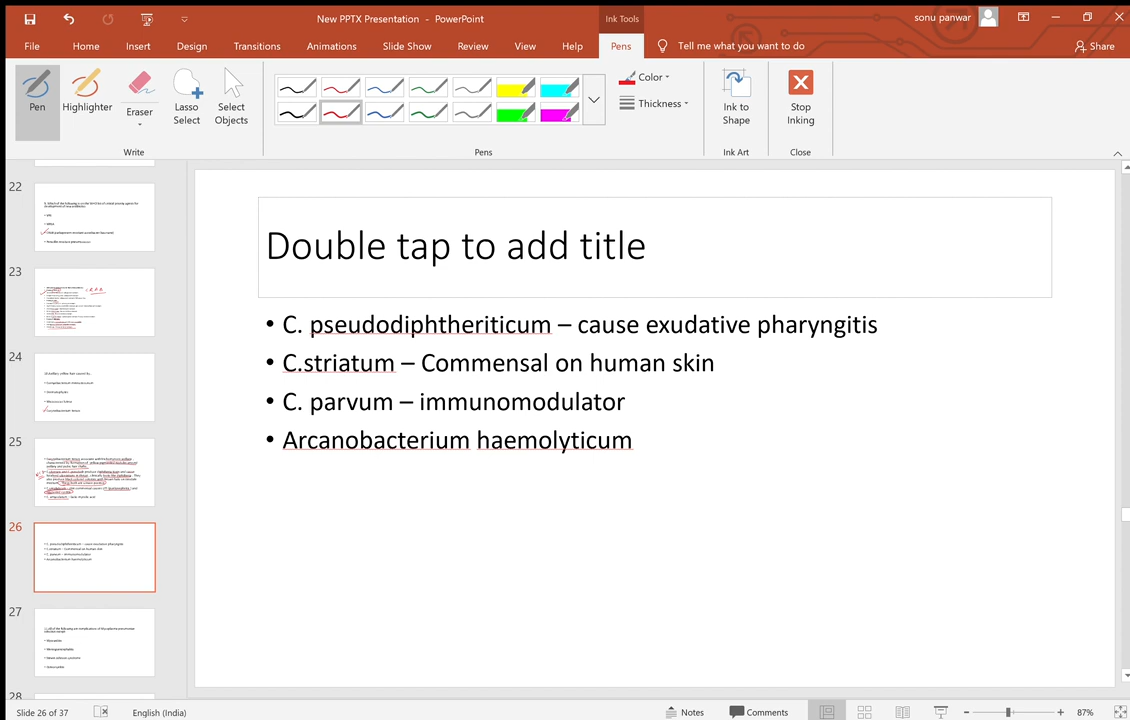 New PPTX Presentation - PowerPoint
Ink Tools
sonu panwar
File Home Insert Design Transitions Animations Slide Show Review View Help Pens Tell me what you want to do Share
Pen Highlighter Eraser Lasso Select Select Objects
Color
Thickness
Ink to Shape
Stop Inking
Write Pens Ink Art Close
22
23
24
25
26
27
28
Double tap to add title
• C. pseudodiphtheriticum – cause exudative pharyngitis
• C.striatum – Commensal on human skin
• C. parvum – immunomodulator
• Arcanobacterium haemolyticum
Slide 26 of 37 English (India) Notes Comments 87%